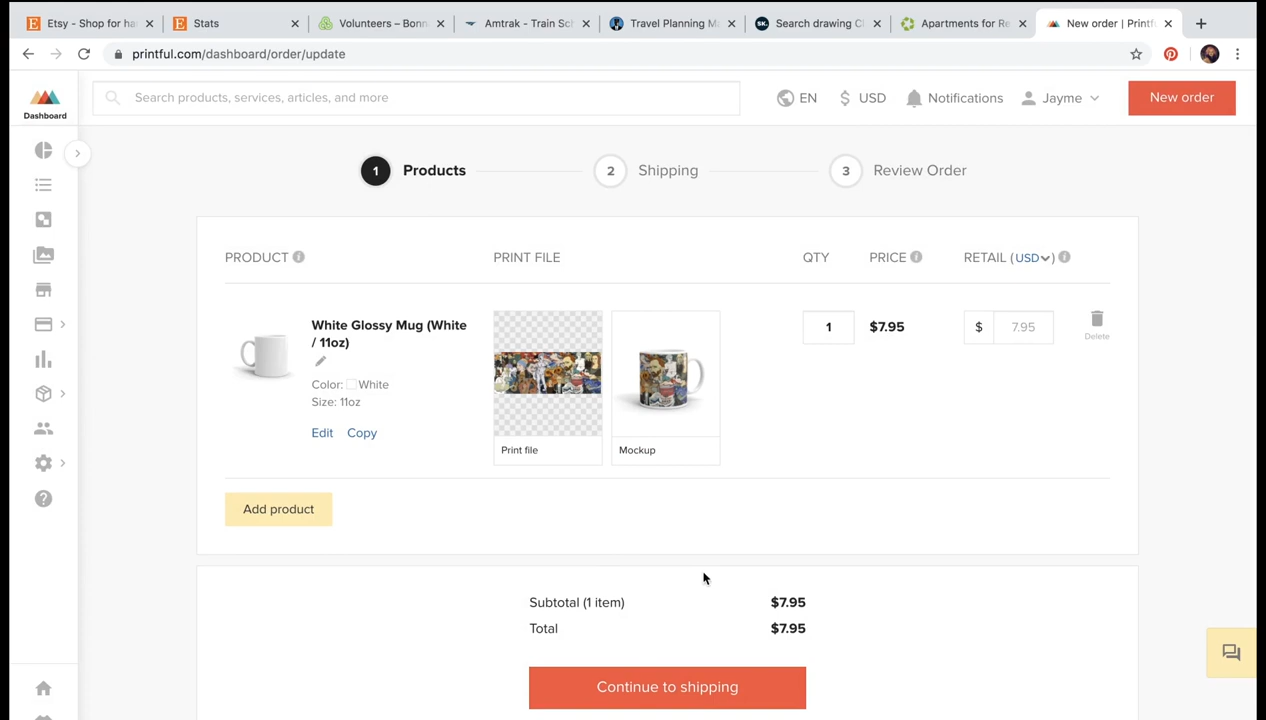 Etsy - Shop for ha
Stats
Volunteers – Bonn
Amtrak - Train Sc
Travel Planning M
Search drawing Cl
Apartments for Re
New order | Printf
printful.com/dashboard/order/update
Dashboard
Search products, services, articles, and more
EN
$ USD
Notifications
Jayme
New order
1 Products
2 Shipping
3 Review Order
PRODUCT
PRINT FILE
QTY
PRICE
RETAIL (USD)
White Glossy Mug (White
/ 11oz)
Color: White
Size: 11oz
Edit Copy
Print file
Mockup
1
$7.95
$ 7.95
Delete
Add product
Subtotal (1 item) $7.95
Total $7.95
Continue to shipping